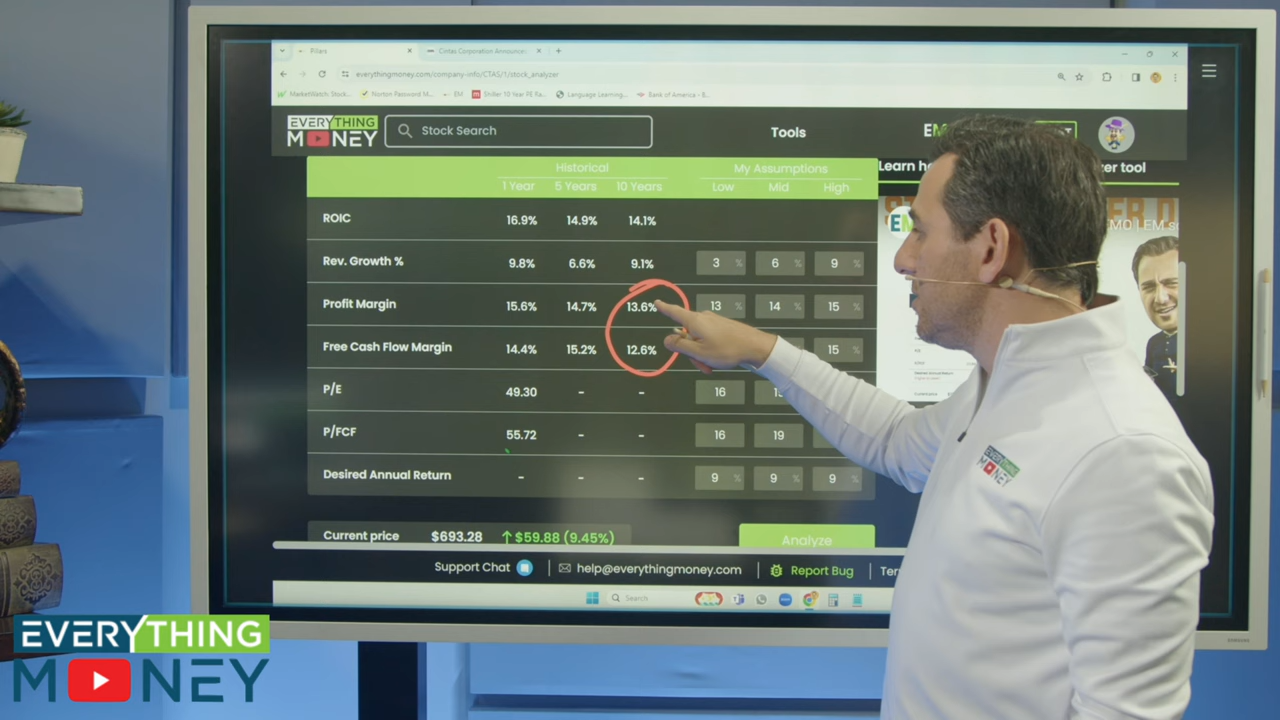 Pillars
Cintas Corporation Announce
everythingmoney.com/company-info/CTAS/1/stock_analyzer
MarketWatch: Stock...
Norton Password M...
EM
Shiller 10 Year PE Ra...
Language Learning...
Bank of America - B...
EVERYTHING
MONEY
Stock Search
Tools
Historical
My Assumptions
1 Year 5 Years 10 Years Low Mid High
ROIC 16.9% 14.9% 14.1%
Rev. Growth % 9.8% 6.6% 9.1% 3 % 6 % 9 %
Profit Margin 15.6% 14.7% 13.6% 13 % 14 % 15 %
Free Cash Flow Margin 14.4% 15.2% 12.6% 15 %
P/E 49.30 - - 16
P/FCF 55.72 - - 16 19
Desired Annual Return - - - 9 % 9 % 9 %
Current price $693.28 ↑ $59.88 (9.45%) Analyze
Learn
tool
Support Chat
help@everythingmoney.com
Report Bug
Search
EVERYTHING
MONEY
EVERYTHING
MONEY